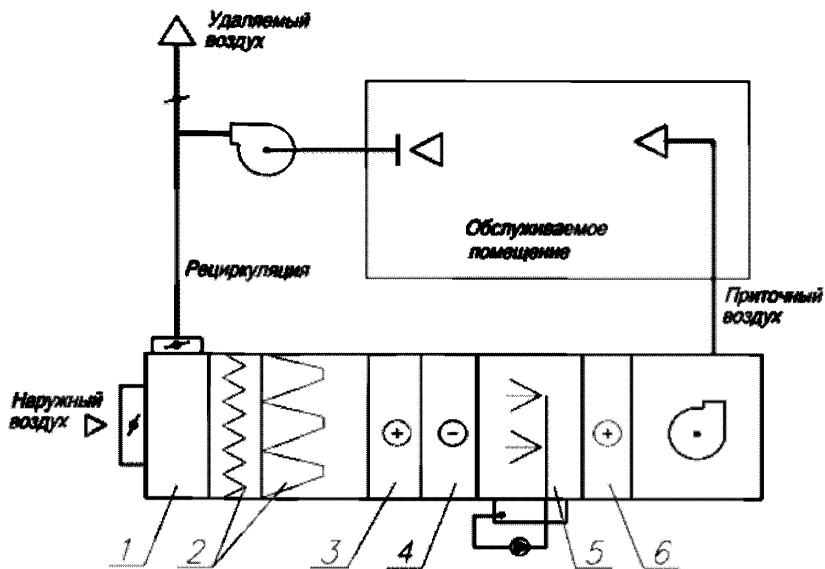 Удаляемый
воздух
Обслуживаемое
помещение
Рециркуляция
Приточный
воздух
Наружный
воздух
1 2 3 4 5 6